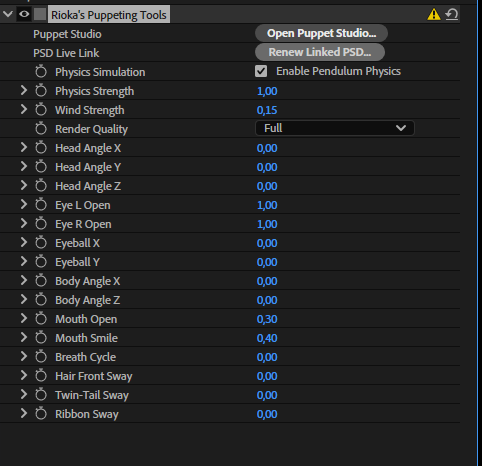 Rioka's Puppeting Tools
Puppet Studio Open Puppet Studio...
PSD Live Link Renew Linked PSD...
Physics Simulation Enable Pendulum Physics
Physics Strength 1,00
Wind Strength 0,15
Render Quality Full
Head Angle X 0,00
Head Angle Y 0,00
Head Angle Z 0,00
Eye L Open 1,00
Eye R Open 1,00
Eyeball X 0,00
Eyeball Y 0,00
Body Angle X 0,00
Body Angle Z 0,00
Mouth Open 0,30
Mouth Smile 0,40
Breath Cycle 0,00
Hair Front Sway 0,00
Twin-Tail Sway 0,00
Ribbon Sway 0,00